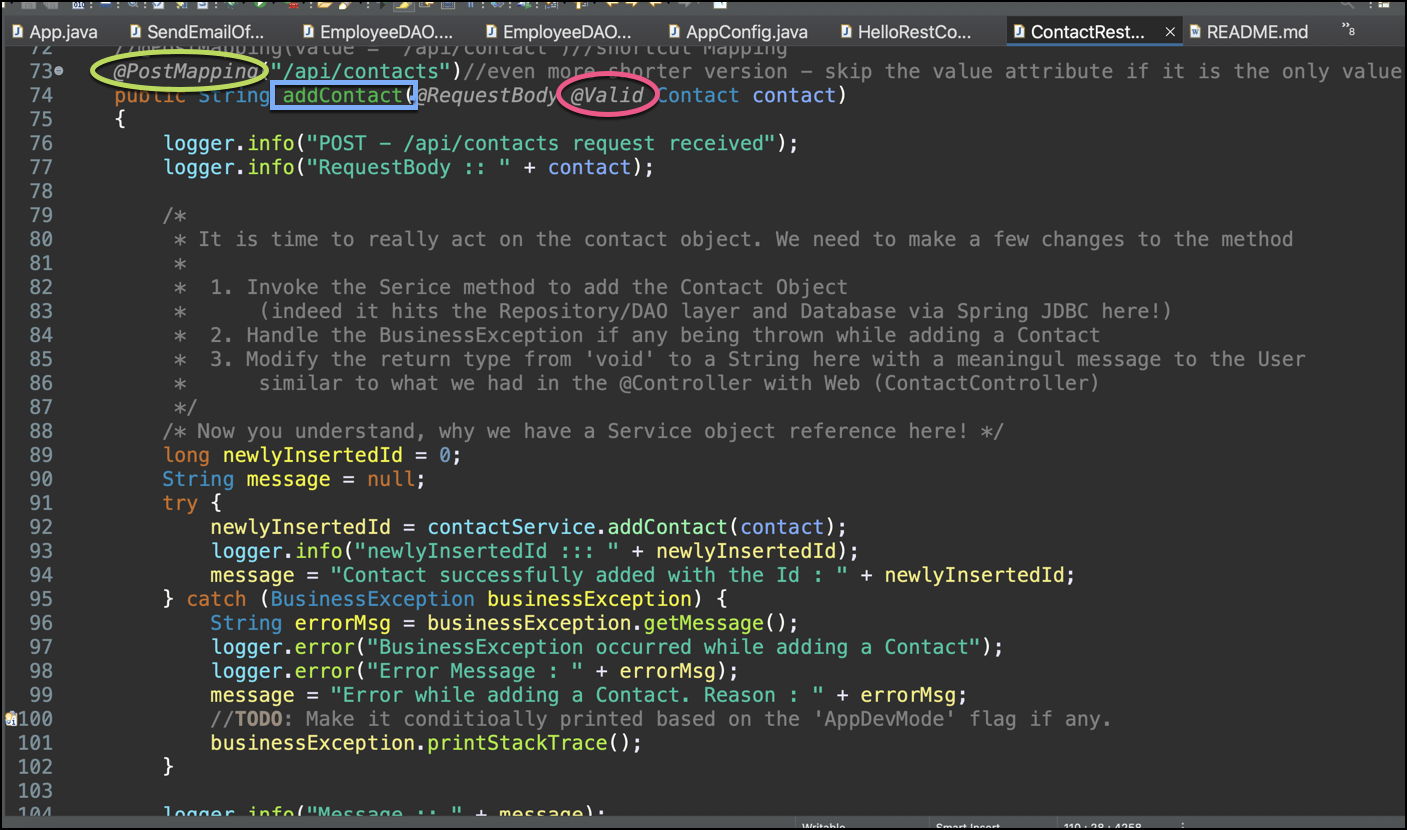 App.java SendEmailOf... EmployeeDAO.... EmployeeDAO... AppConfig.java HelloRestCo... ContactRest... README.md "8
72 //@PostMapping(value = "/api/contact")//shortcut Mapping
73 @PostMapping("/api/contacts")//even more shorter version – skip the value attribute if it is the only value
74 public String addContact(@RequestBody @Valid Contact contact)
75 {
76 logger.info("POST – /api/contacts request received");
77 logger.info("RequestBody :: " + contact);
78
79 /*
80 * It is time to really act on the contact object. We need to make a few changes to the method
81 *
82 * 1. Invoke the Serice method to add the Contact Object
83 * (indeed it hits the Repository/DAO layer and Database via Spring JDBC here!)
84 * 2. Handle the BusinessException if any being thrown while adding a Contact
85 * 3. Modify the return type from 'void' to a String here with a meaningul message to the User
86 * similar to what we had in the @Controller with Web (ContactController)
87 */
88 /* Now you understand, why we have a Service object reference here! */
89 long newlyInsertedId = 0;
90 String message = null;
91 try {
92 newlyInsertedId = contactService.addContact(contact);
93 logger.info("newlyInsertedId ::: " + newlyInsertedId);
94 message = "Contact successfully added with the Id : " + newlyInsertedId;
95 } catch (BusinessException businessException) {
96 String errorMsg = businessException.getMessage();
97 logger.error("BusinessException occurred while adding a Contact");
98 logger.error("Error Message : " + errorMsg);
99 message = "Error while adding a Contact. Reason : " + errorMsg;
100 //TODO: Make it conditioally printed based on the 'AppDevMode' flag if any.
101 businessException.printStackTrace();
102 }
103
104 logger.info("Message :: " + message);
Writable Smart Insert 110 : 28 : 4258